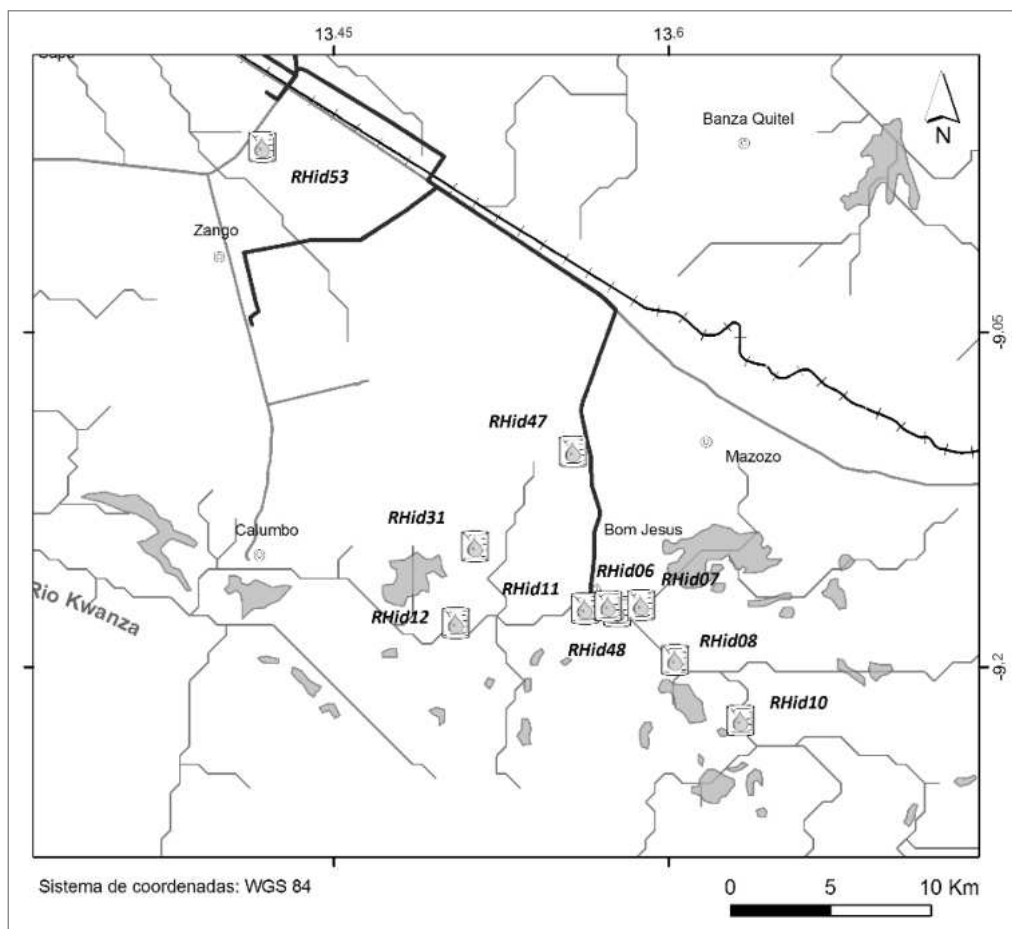 13.45
13.6
Banza Quitel
N
RHid53
Zango
-9.05
RHid47
Mazozo
RHid31
Bom Jesus
Calumbo
RHid11
RHid06
RHid07
Rio Kwanza
RHid12
RHid48
RHid08
-9.2
RHid10
Sistema de coordenadas: WGS 84
0 5 10 Km